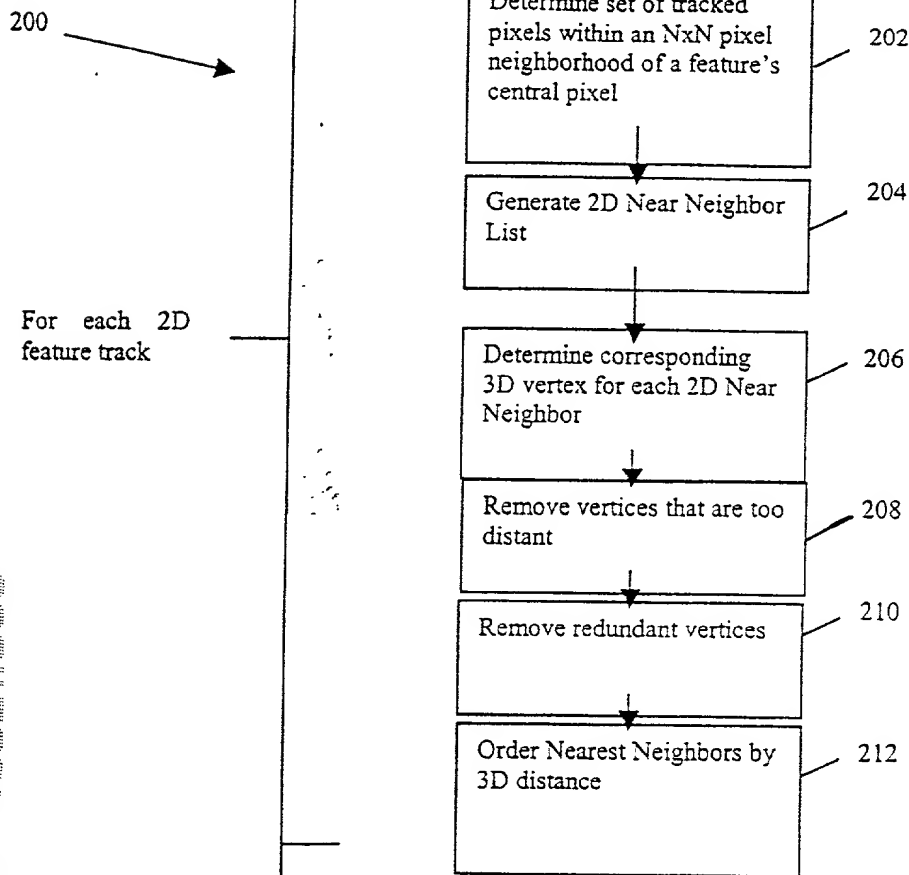 200
Determine set of tracked
pixels within an NxN pixel
neighborhood of a feature's
central pixel
202
Generate 2D Near Neighbor
List
204
For each 2D
feature track
Determine corresponding
3D vertex for each 2D Near
Neighbor
206
Remove vertices that are too
distant
208
Remove redundant vertices
210
Order Nearest Neighbors by
3D distance
212